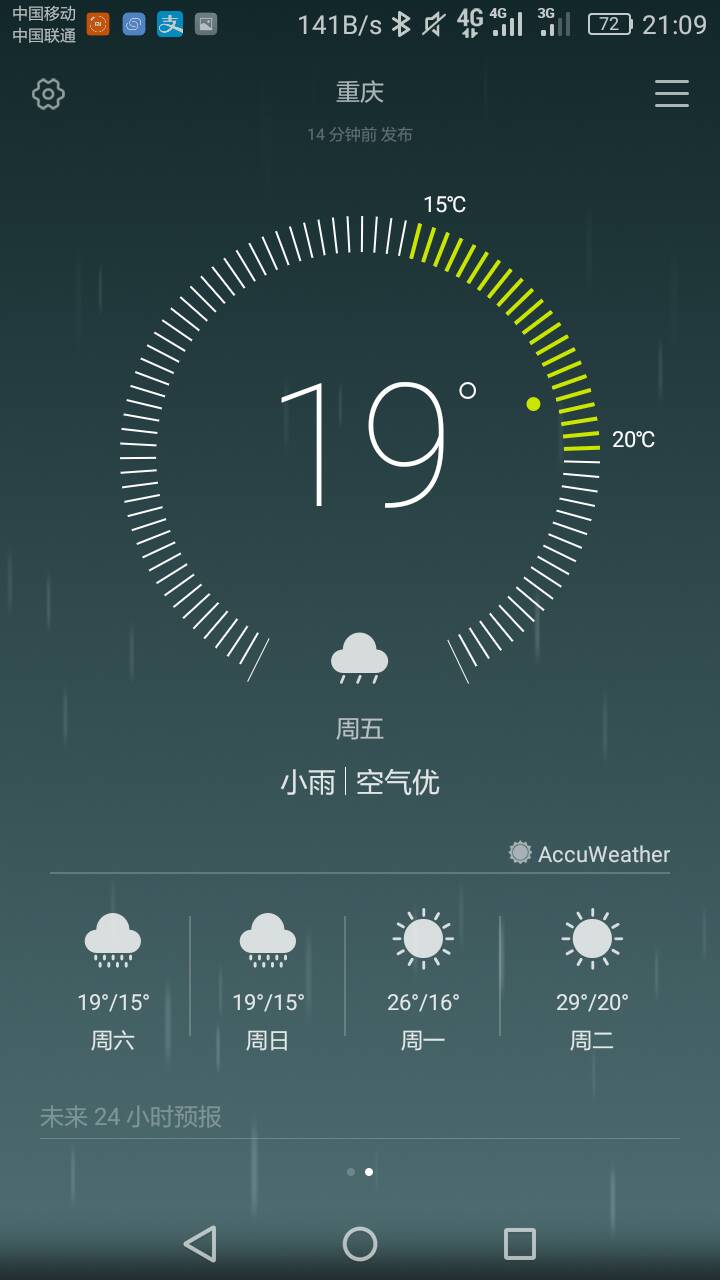 中国移动
中国联通
141B/s 4G 4G 3G 72 21:09
重庆
14 分钟前 发布
15℃
19°
20℃
周五
小雨 | 空气优
AccuWeather
19°/15° 19°/15° 26°/16° 29°/20°
周六 周日 周一 周二
未来 24 小时预报